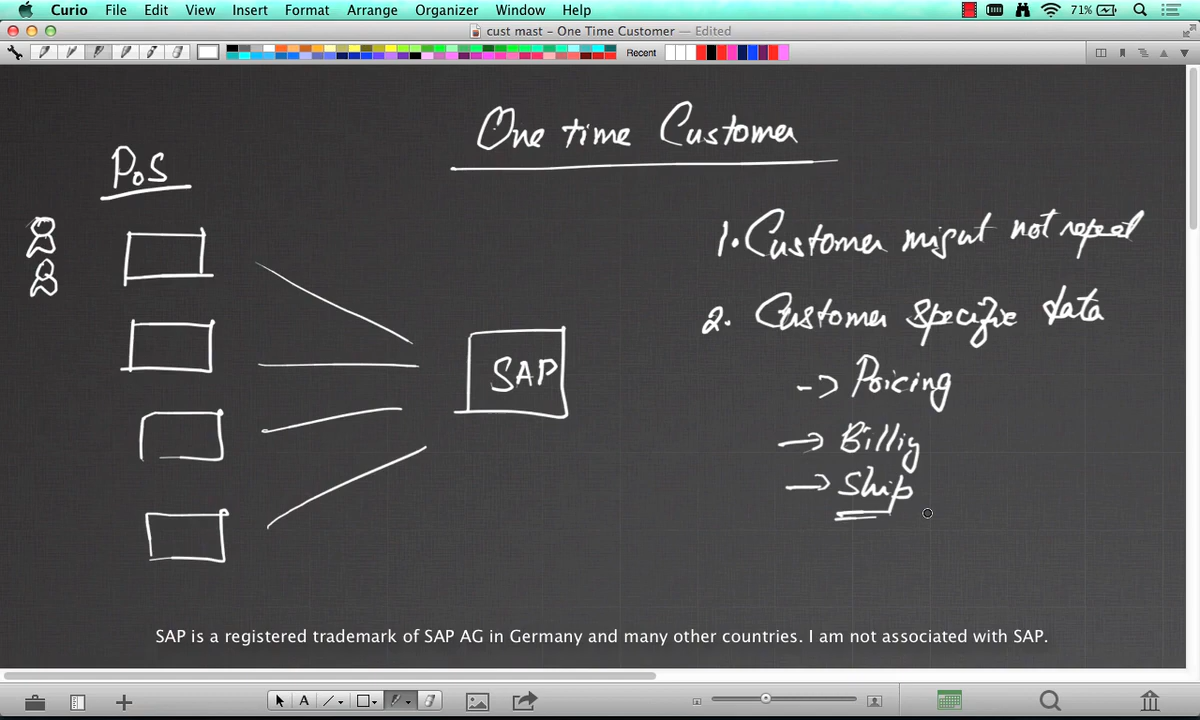 Curio File Edit View Insert Format Arrange Organizer Window Help 71%
cust mast – One Time Customer — Edited
Recent
One time Customer
PoS
1. Customer might not repeat
2. Customer specific data
SAP
-> Pricing
-> Billig
-> Ship
SAP is a registered trademark of SAP AG in Germany and many other countries. I am not associated with SAP.
A